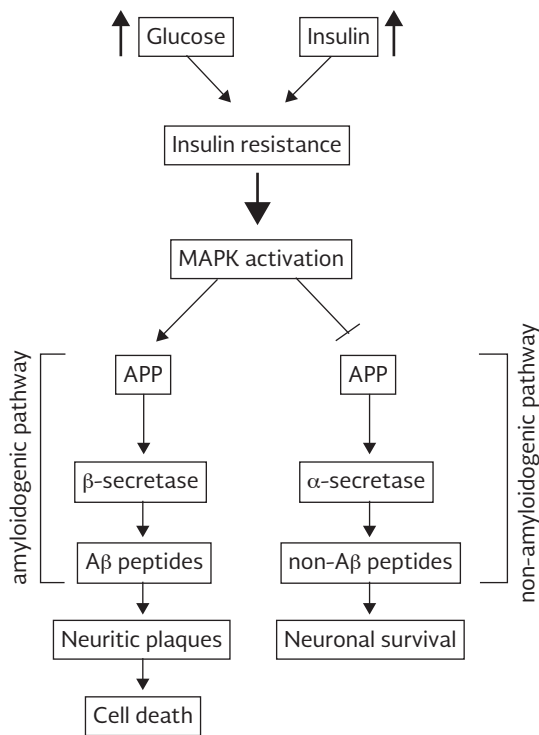 Glucose
Insulin
Insulin resistance
MAPK activation
amyloidogenic pathway
APP
APP
non-amyloidogenic pathway
β-secretase
α-secretase
Aβ peptides
non-Aβ peptides
Neuritic plaques
Neuronal survival
Cell death